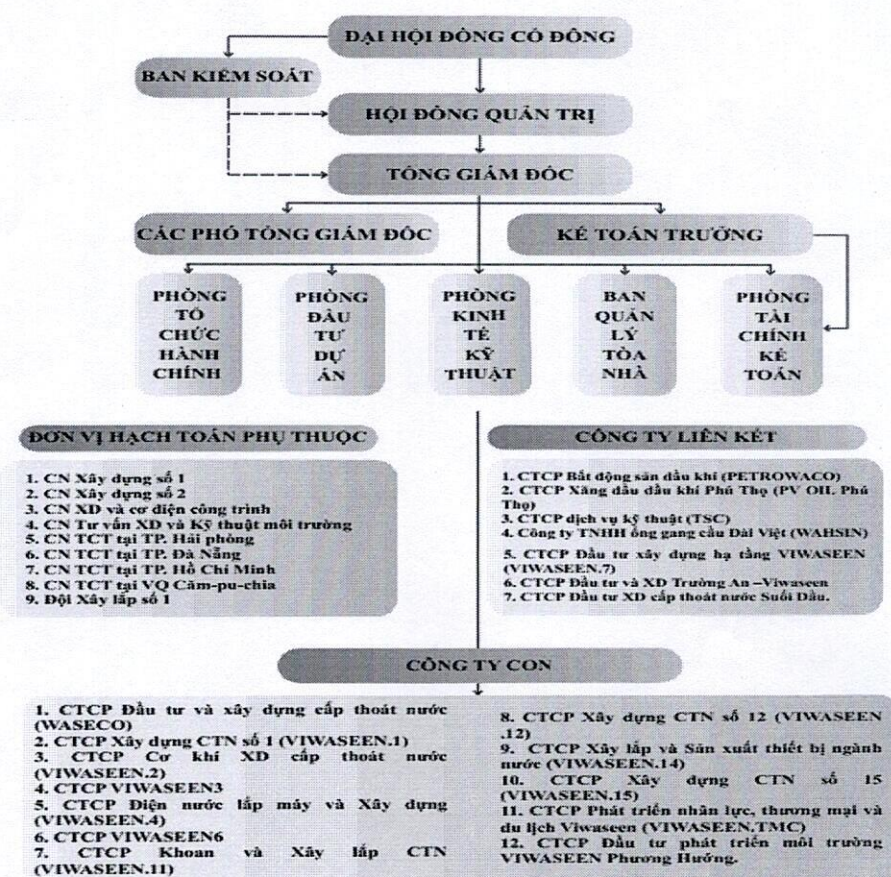 ĐẠI HỘI ĐỒNG CỔ ĐÔNG
BAN KIỂM SOÁT
HỘI ĐỒNG QUẢN TRỊ
TỔNG GIÁM ĐỐC
CÁC PHÓ TỔNG GIÁM ĐỐC
KẾ TOÁN TRƯỞNG
PHÒNG
TỔ
CHỨC
HÀNH
CHÍNH
PHÒNG
ĐẦU
TƯ
DỰ
ÁN
PHÒNG
KINH
TẾ
KỸ
THUẬT
BAN
QUẢN
LÝ
TÒA
NHÀ
PHÒNG
TÀI
CHÍNH
KẾ
TOÁN
ĐƠN VỊ HẠCH TOÁN PHỤ THUỘC
1. CN Xây dựng số 1
2. CN Xây dựng số 2
3. CN XD và cơ điện công trình
4. CN Tư vấn XD và Kỹ thuật môi trường
5. CN TCT tại TP. Hải phòng
6. CN TCT tại TP. Đà Nẵng
7. CN TCT tại TP. Hồ Chí Minh
8. CN TCT tại VQ Căm-pu-chia
9. Đội Xây lắp số 1
CÔNG TY LIÊN KẾT
1. CTCP Bất động sản dầu khí (PETROWACO)
2. CTCP Xăng dầu dầu khí Phú Thọ (PV OIL Phú
Thọ)
3. CTCP dịch vụ kỹ thuật (TSC)
4. Công ty TNHH ống gang cầu Đài Việt (WAHSIN)
5. CTCP Đầu tư xây dựng hạ tầng VIWASEEN
(VIWASEEN.7)
6. CTCP Đầu tư và XD Trường An –Viwaseen
7. CTCP Đầu tư XD cấp thoát nước Suối Dầu.
CÔNG TY CON
1. CTCP Đầu tư và xây dựng cấp thoát nước
(WASECO)
2. CTCP Xây dựng CTN số 1 (VIWASEEN.1)
3. CTCP Cơ khí XD cấp thoát nước
(VIWASEEN.2)
4. CTCP VIWASEEN3
5. CTCP Điện nước lắp máy và Xây dựng
(VIWASEEN.4)
6. CTCP VIWASEEN6
7. CTCP Khoan và Xây lắp CTN
(VIWASEEN.11)
8. CTCP Xây dựng CTN số 12 (VIWASEEN
.12)
9. CTCP Xây lắp và Sản xuất thiết bị ngành
nước (VIWASEEN.14)
10. CTCP Xây dựng CTN số 15
(VIWASEEN.15)
11. CTCP Phát triển nhân lực, thương mại và
du lịch Viwaseen (VIWASEEN.TMC)
12. CTCP Đầu tư phát triển môi trường
VIWASEEN Phương Hướng.